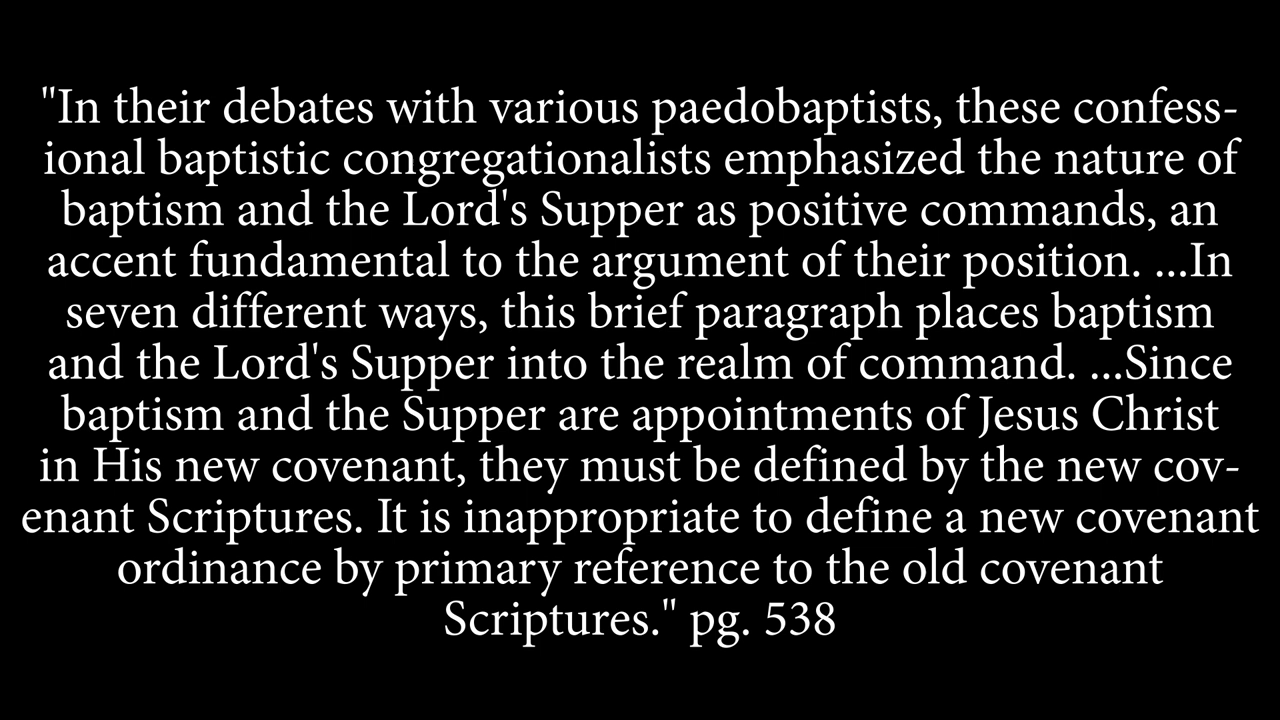 "In their debates with various paedobaptists, these confess-
ional baptistic congregationalists emphasized the nature of
baptism and the Lord's Supper as positive commands, an
accent fundamental to the argument of their position. ...In
seven different ways, this brief paragraph places baptism
and the Lord's Supper into the realm of command. ...Since
baptism and the Supper are appointments of Jesus Christ
in His new covenant, they must be defined by the new cov-
enant Scriptures. It is inappropriate to define a new covenant
ordinance by primary reference to the old covenant
Scriptures." pg. 538